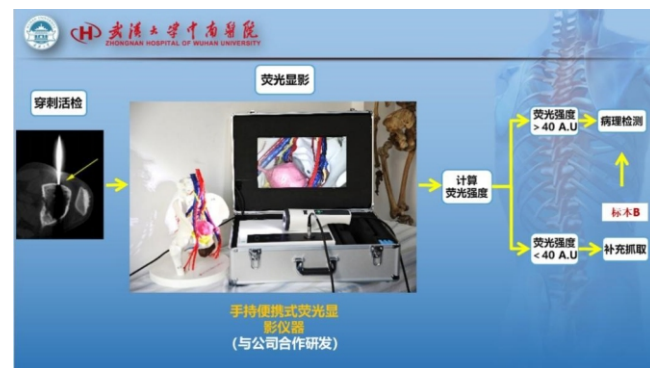 武汉大学中南医院
ZHONGNAN HOSPITAL OF WUHAN UNIVERSITY
穿刺活检
荧光显影
手持便携式荧光显
影仪器
（与公司合作研发）
计算
荧光强度
荧光强度
＞40 A.U
病理检测
标本B
荧光强度
＜40 A.U
补充抓取